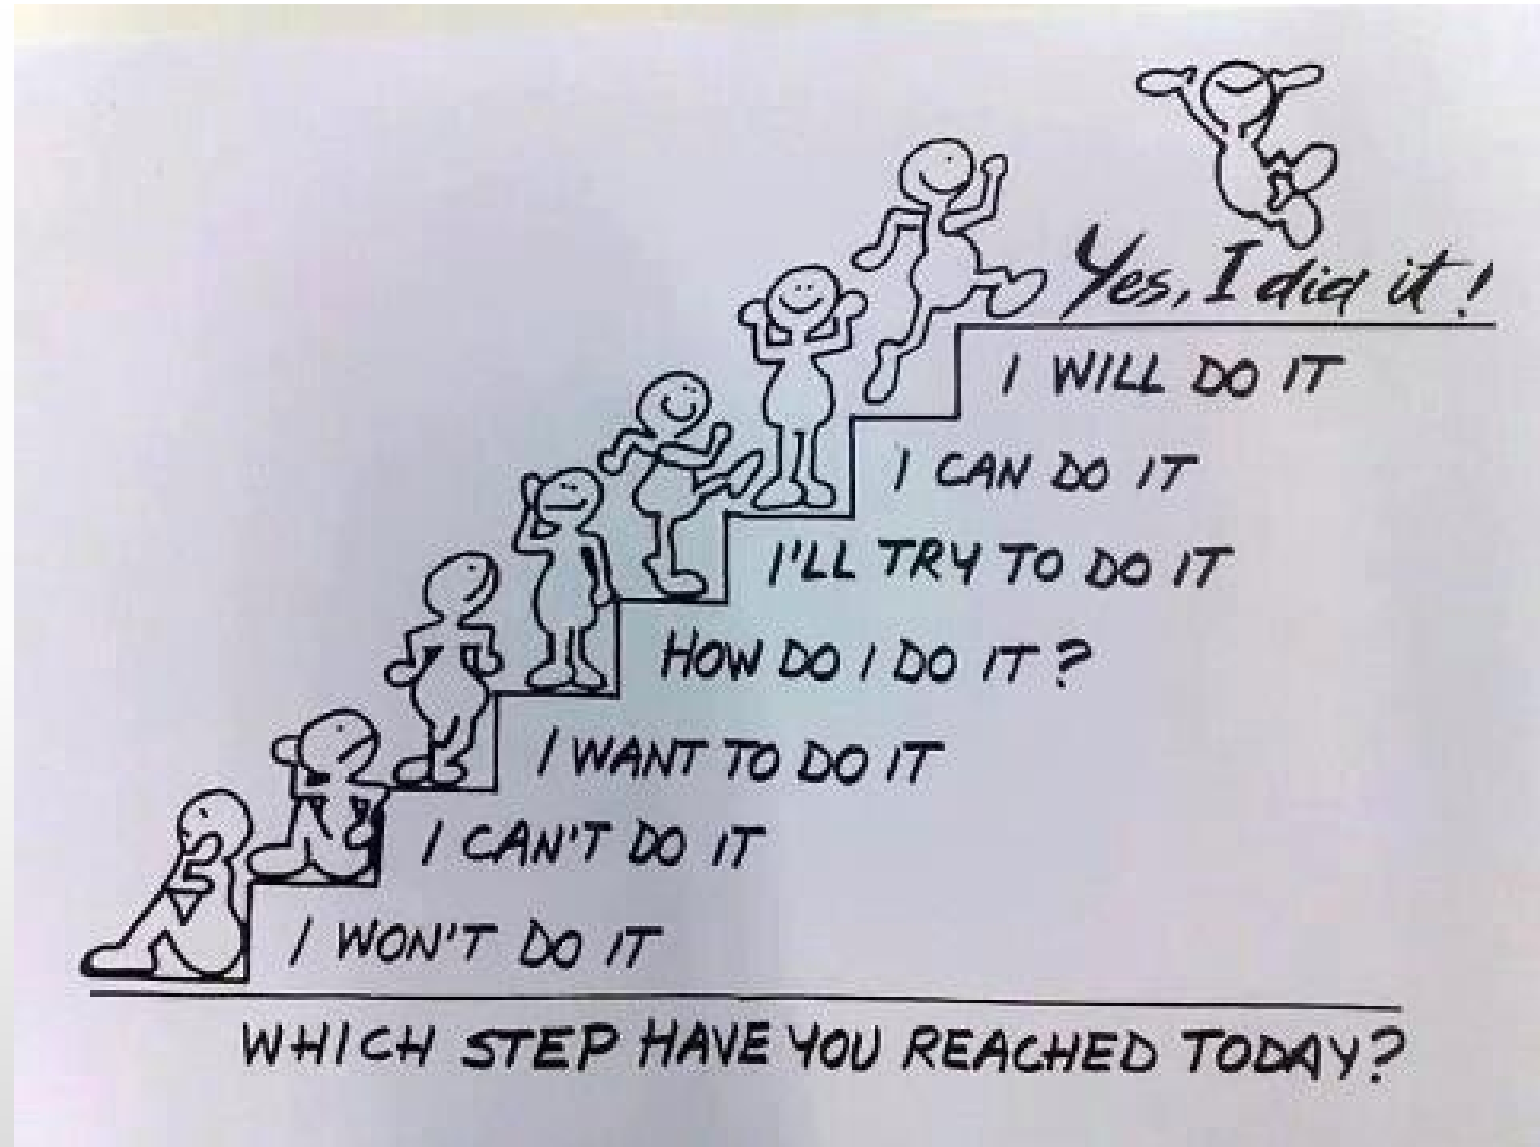 Yes, I did it!
I WILL DO IT
I CAN DO IT
I'LL TRY TO DO IT
HOW DO I DO IT?
I WANT TO DO IT
I CAN'T DO IT
I WON'T DO IT
WHICH STEP HAVE YOU REACHED TODAY?